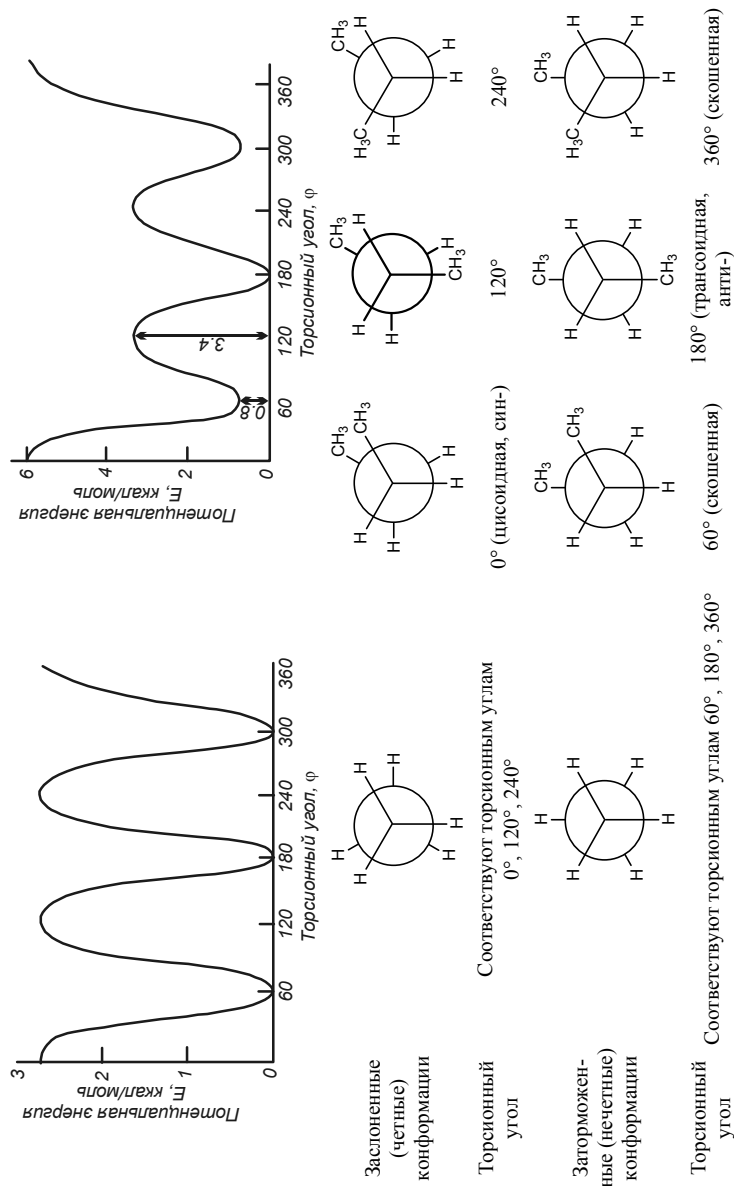 Потенциальная энергия
E, ккал/моль
3
2
1
0
60
120
180
240
300
360
Торсионный угол, φ
Потенциальная энергия
E, ккал/моль
6
4
2
0
0.8
3.4
60
120
180
240
300
360
Торсионный угол, φ
Заслоненные
(четные)
конформации
H
H
H
H
H
H
CH3
CH3
H
H
H
H
CH3
H
H
H
H
CH3
CH3
H
H3C
H
H
H
Торсионный
угол
Соответствуют торсионным углам
0°, 120°, 240°
0° (цисоидная, син-)
120°
240°
Заторможен-
ные (нечетные)
конформации
H
H
H
H
H
H
CH3
CH3
H
H
H
H
CH3
H
H
H
H
CH3
CH3
H3C
H
H
H
H
Торсионный
угол
Соответствуют торсионным углам 60°, 180°, 360°
60° (скошенная)
180° (трансоидная,
анти-)
360° (скошенная)